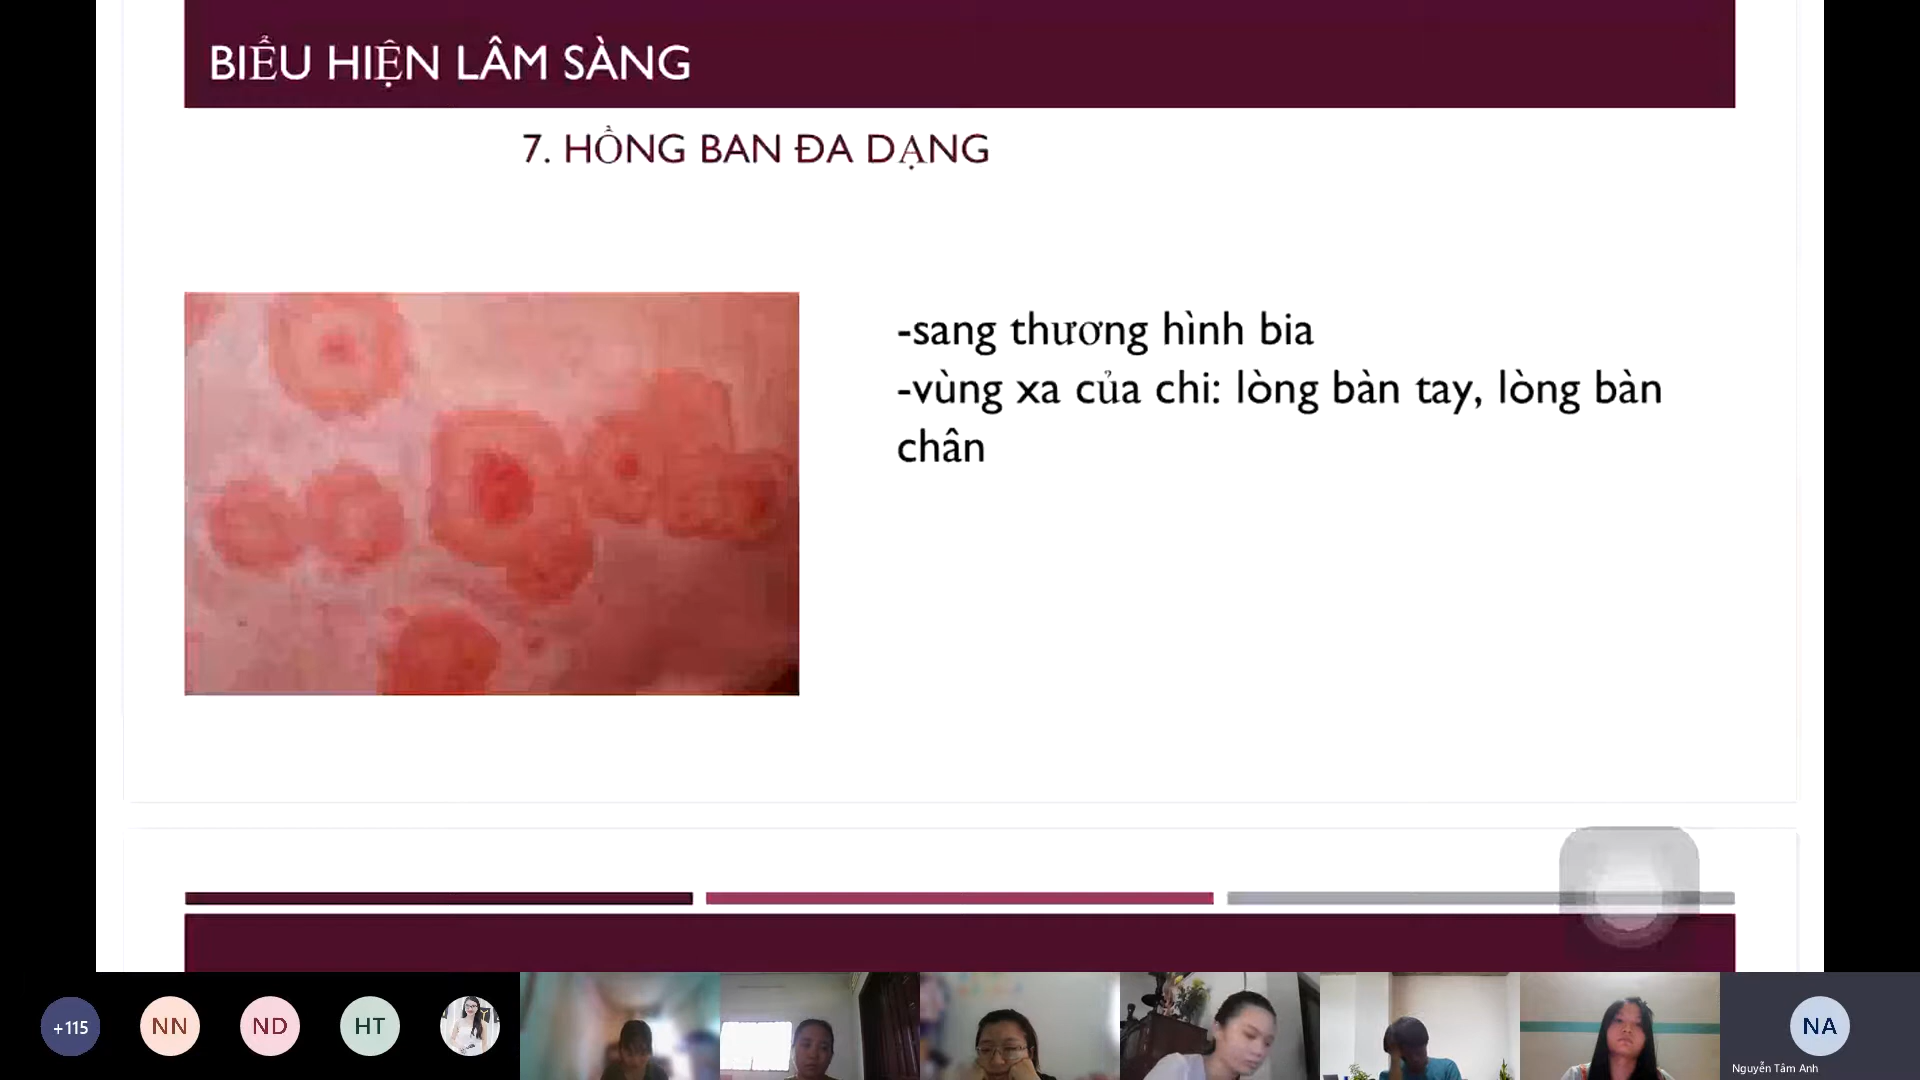 BIỂU HIỆN LÂM SÀNG
7. HỒNG BAN ĐA DẠNG
-sang thương hình bia
-vùng xa của chi: lòng bàn tay, lòng bàn
chân
+115
NN
ND
HT
NA
Nguyễn Tâm Anh